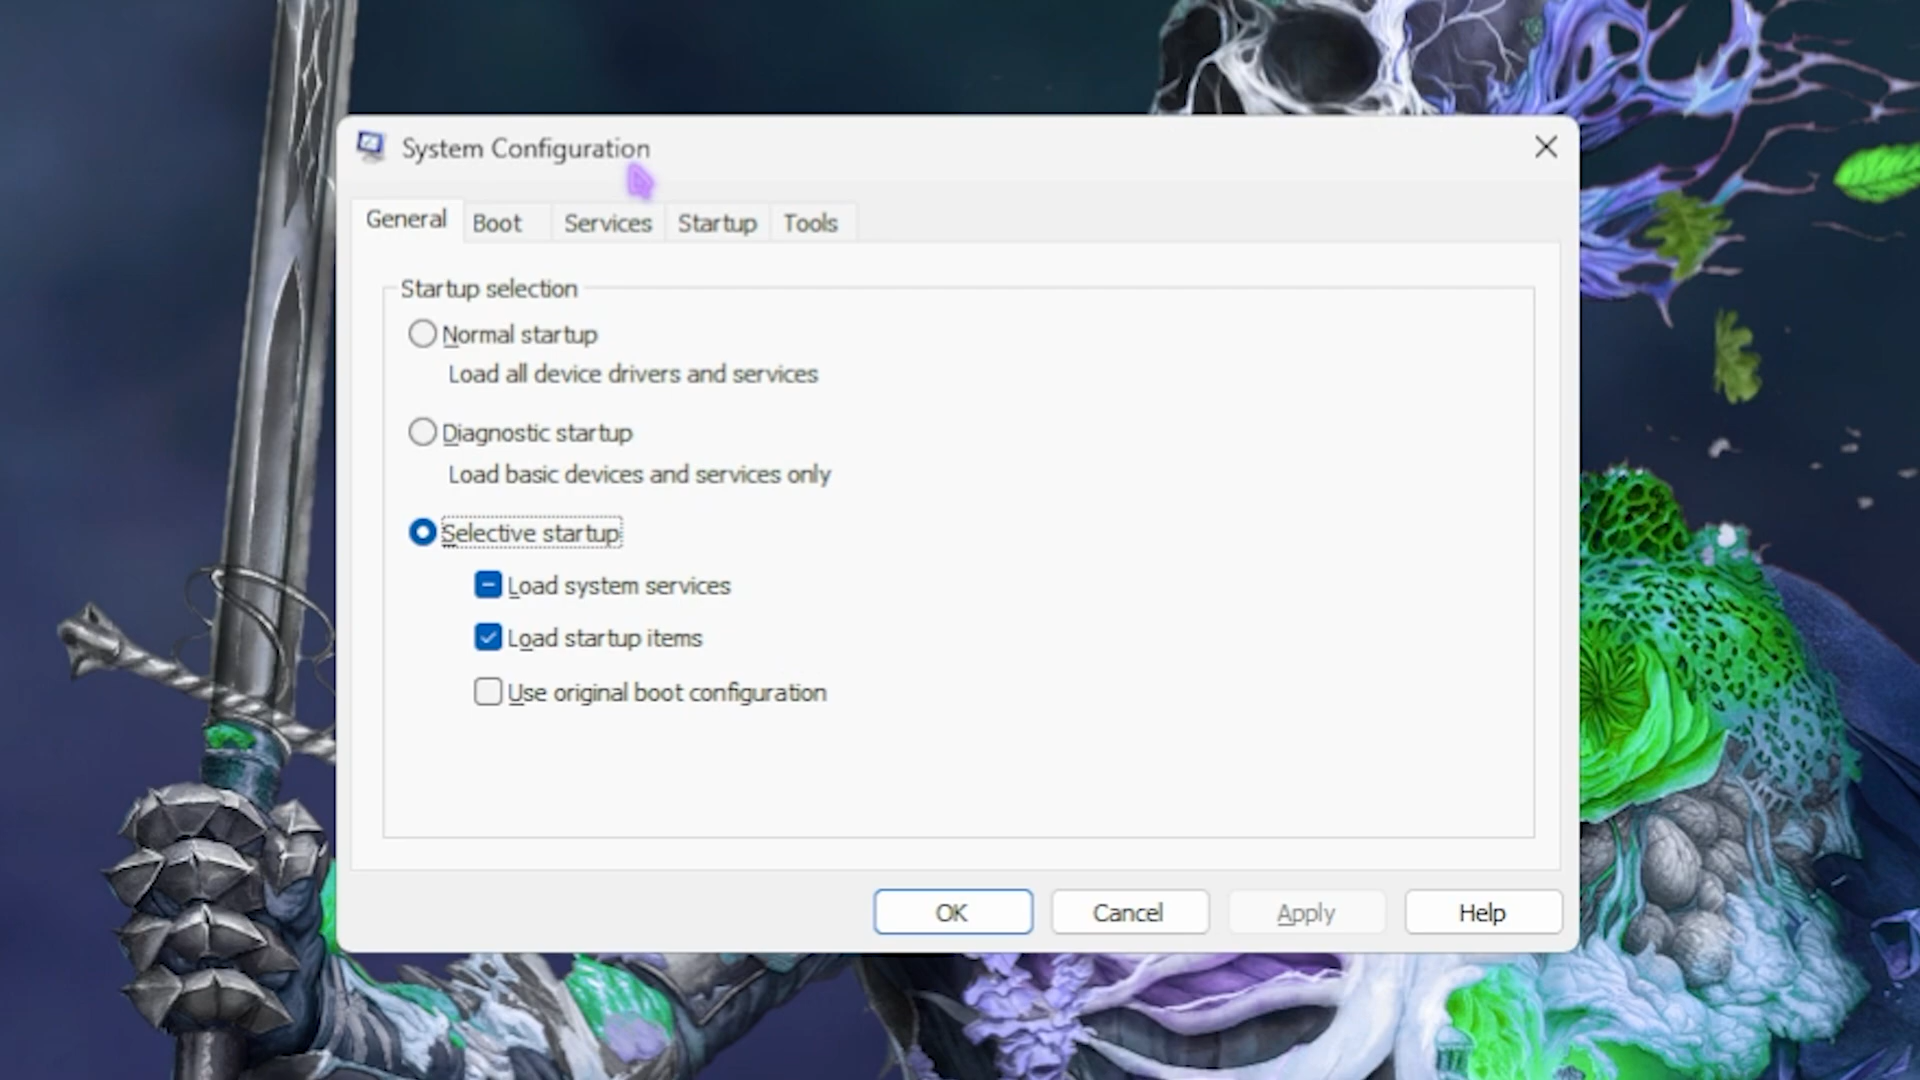 System Configuration
General
Boot
Services
Startup
Tools
Startup selection
Normal startup
Load all device drivers and services
Diagnostic startup
Load basic devices and services only
Selective startup
Load system services
Load startup items
Use original boot configuration
OK
Cancel
Apply
Help